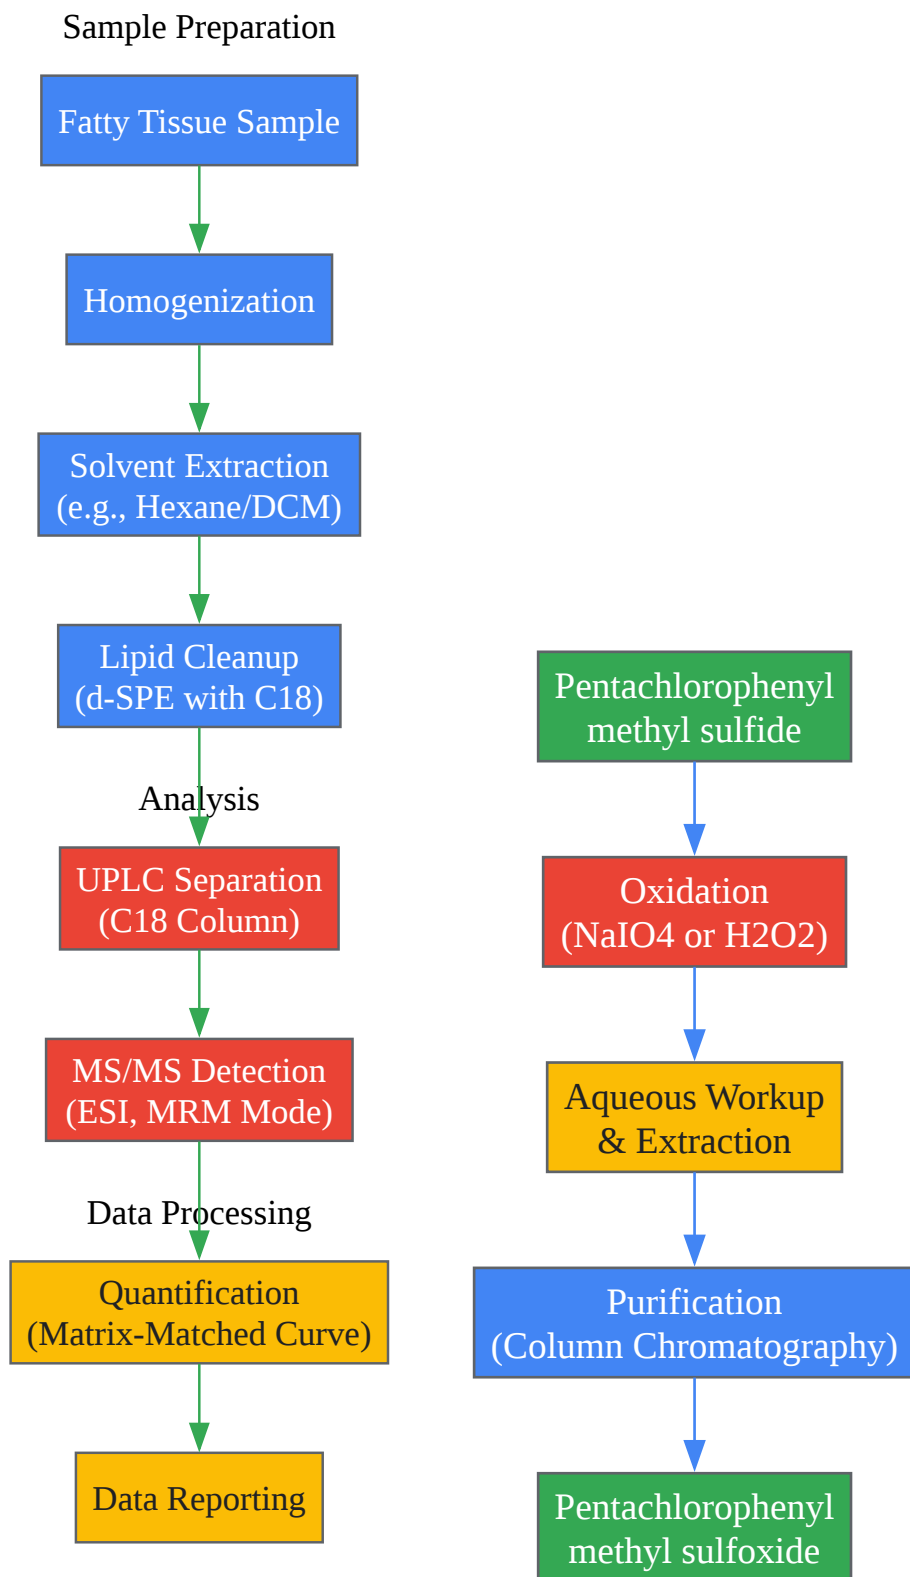 Sample Preparation
Fatty Tissue Sample
Homogenization
Solvent Extraction
(e.g., Hexane/DCM)
Lipid Cleanup
(d-SPE with C18)
Analysis
UPLC Separation
(C18 Column)
MS/MS Detection
(ESI, MRM Mode)
Data Processing
Quantification
(Matrix-Matched Curve)
Data Reporting
Pentachlorophenyl
methyl sulfide
Oxidation
(NaIO4 or H2O2)
Aqueous Workup
& Extraction
Purification
(Column Chromatography)
Pentachlorophenyl
methyl sulfoxide